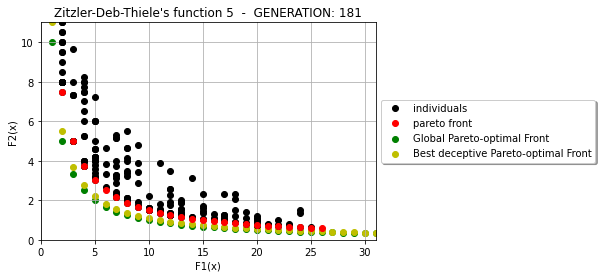 Zitzler-Deb-Thiele's function 5 - GENERATION: 181
10
8
6
4
2
0
F2(x)
0
5
10
15
20
25
30
F1(x)
individuals
pareto front
Global Pareto-optimal Front
Best deceptive Pareto-optimal Front